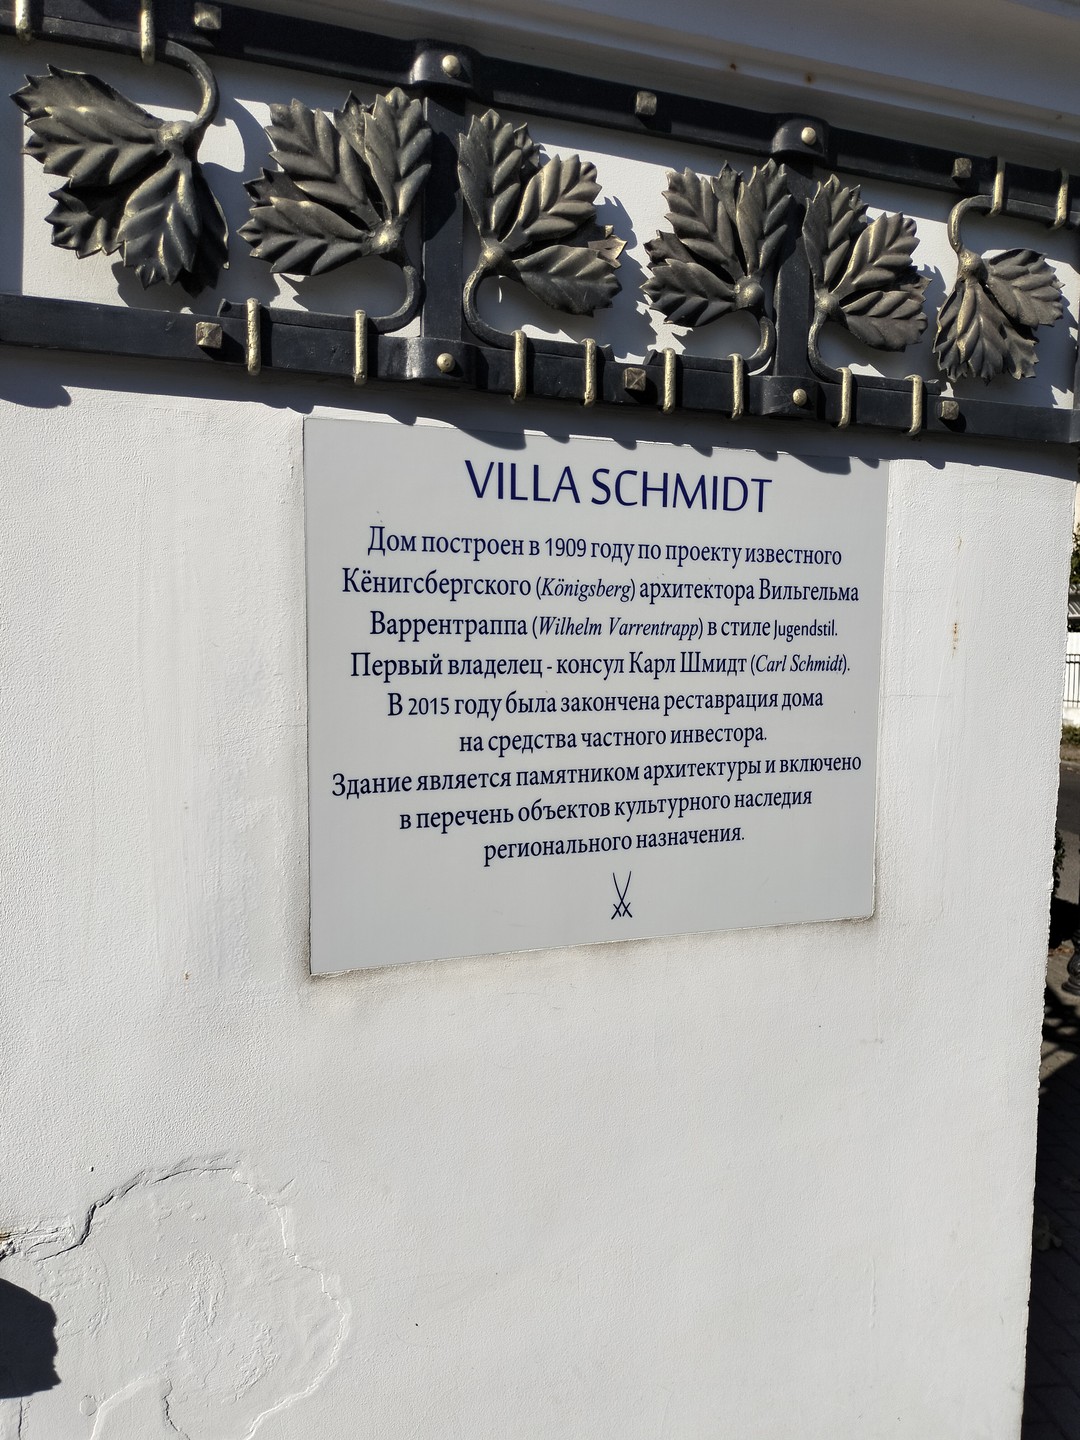 VILLA SCHMIDT
Дом построен в 1909 году по проекту известного
Кёнигсбергского (Königsberg) архитектора Вильгельма
Варрентраппа (Wilhelm Varrentrapp) в стиле Jugendstil.
Первый владелец - консул Карл Шмидт (Carl Schmidt).
В 2015 году была закончена реставрация дома
на средства частного инвестора.
Здание является памятником архитектуры и включено
в перечень объектов культурного наследия
регионального назначения.